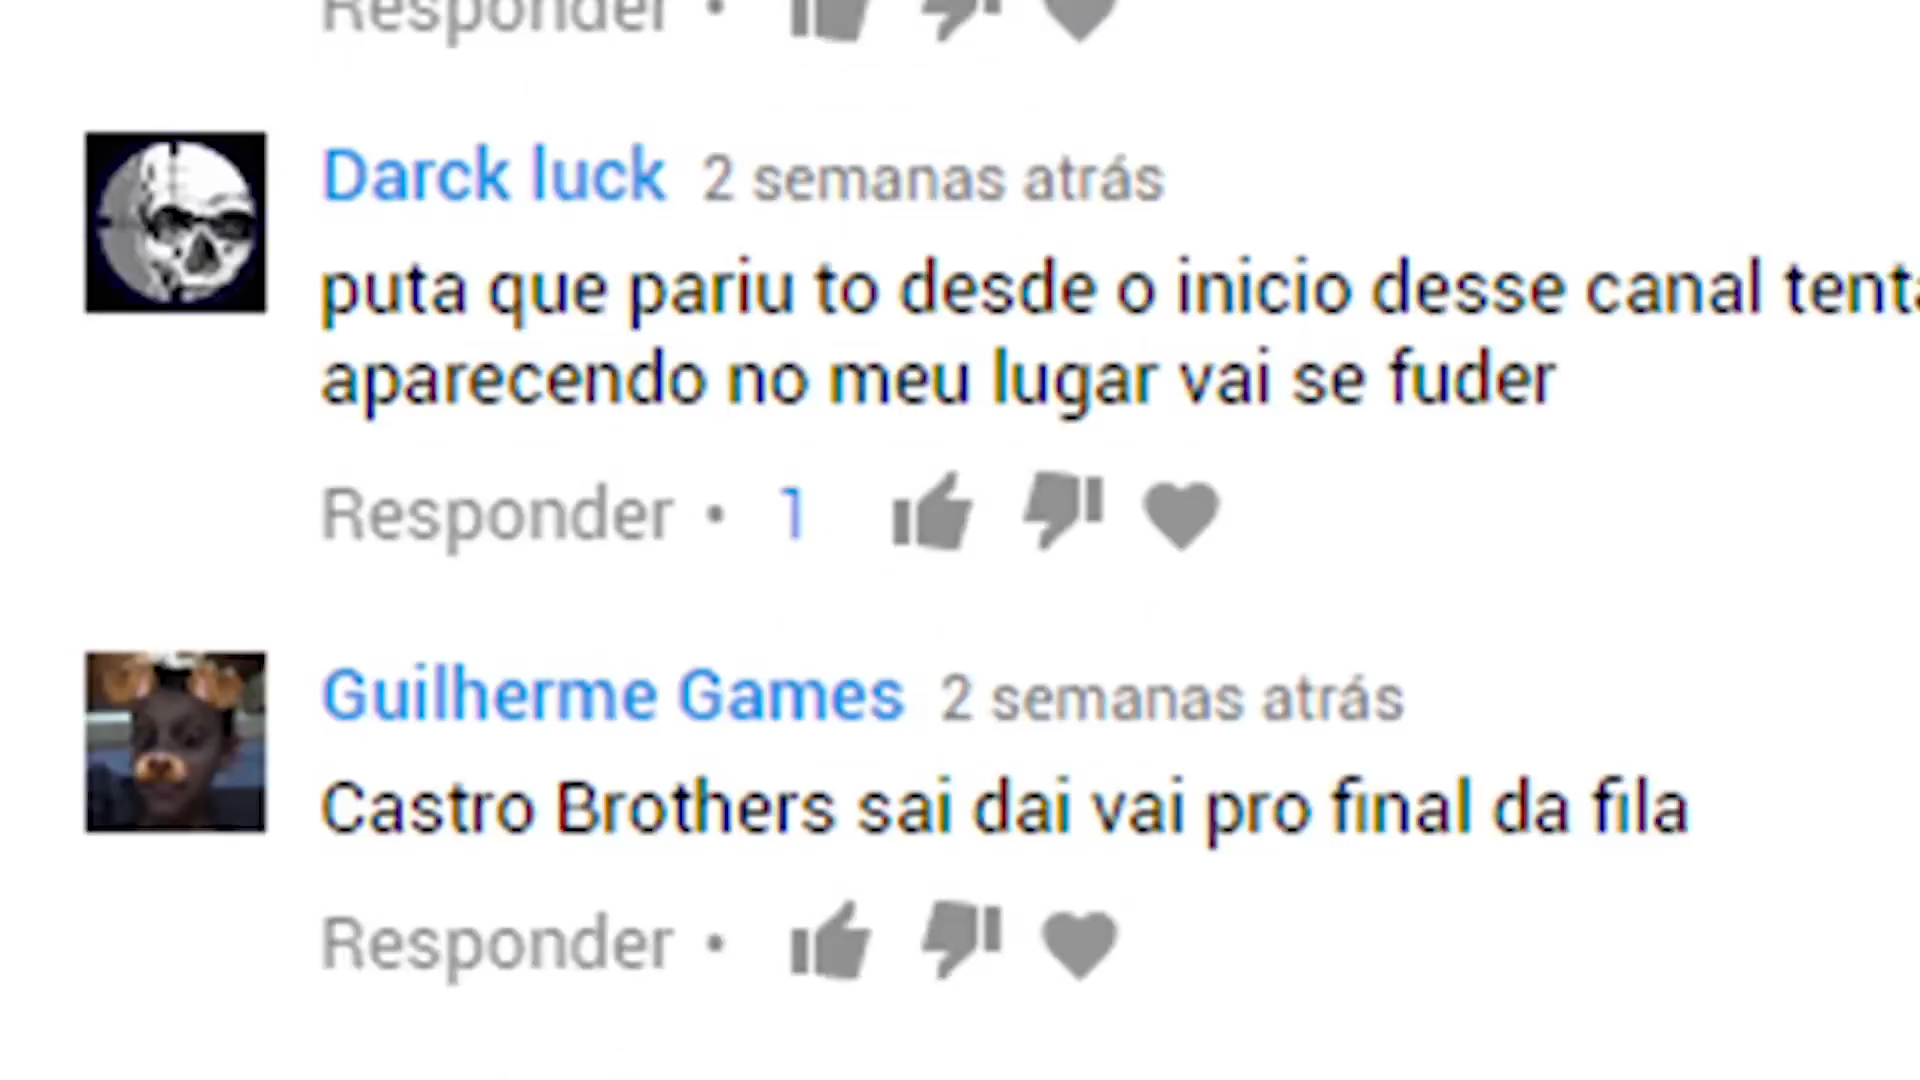 Responder •
Darck luck 2 semanas atrás
puta que pariu to desde o inicio desse canal
aparecendo no meu lugar vai se fuder
Responder • 1
Guilherme Games 2 semanas atrás
Castro Brothers sai dai vai pro final da fila
Responder •